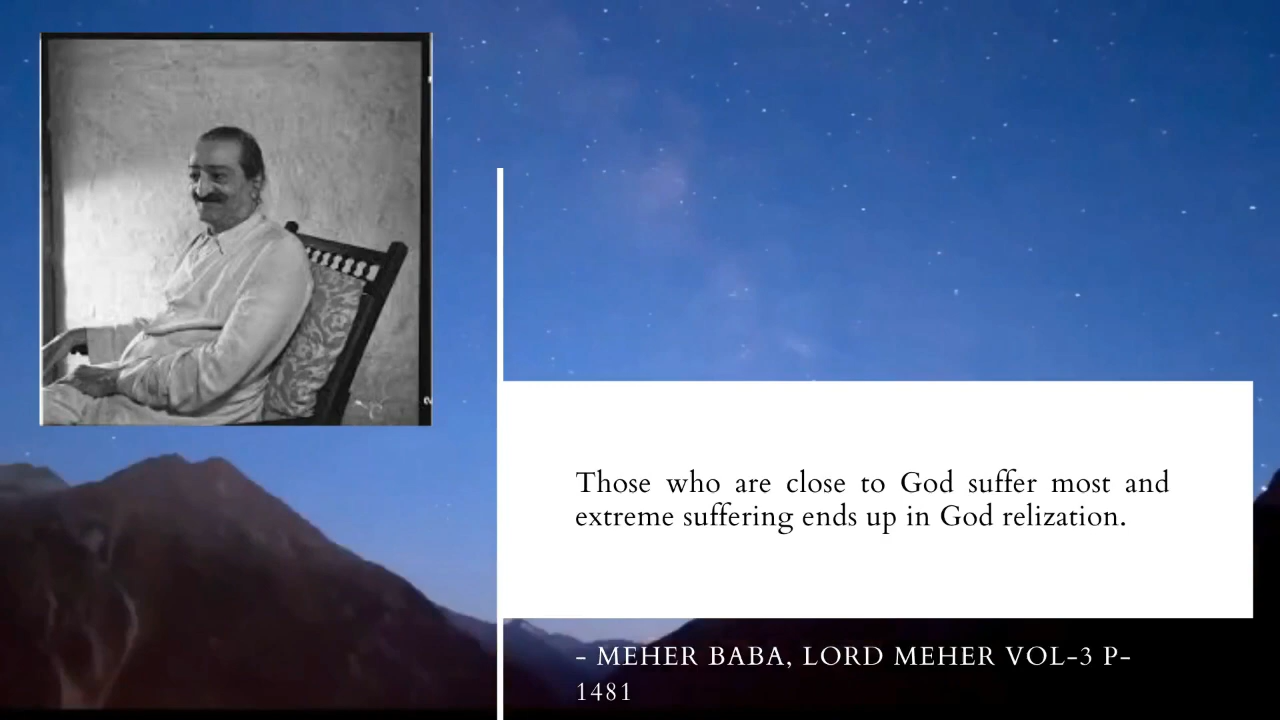 Those who are close to God suffer most and
extreme suffering ends up in God relization.
- MEHER BABA, LORD MEHER VOL-3 P-
1481